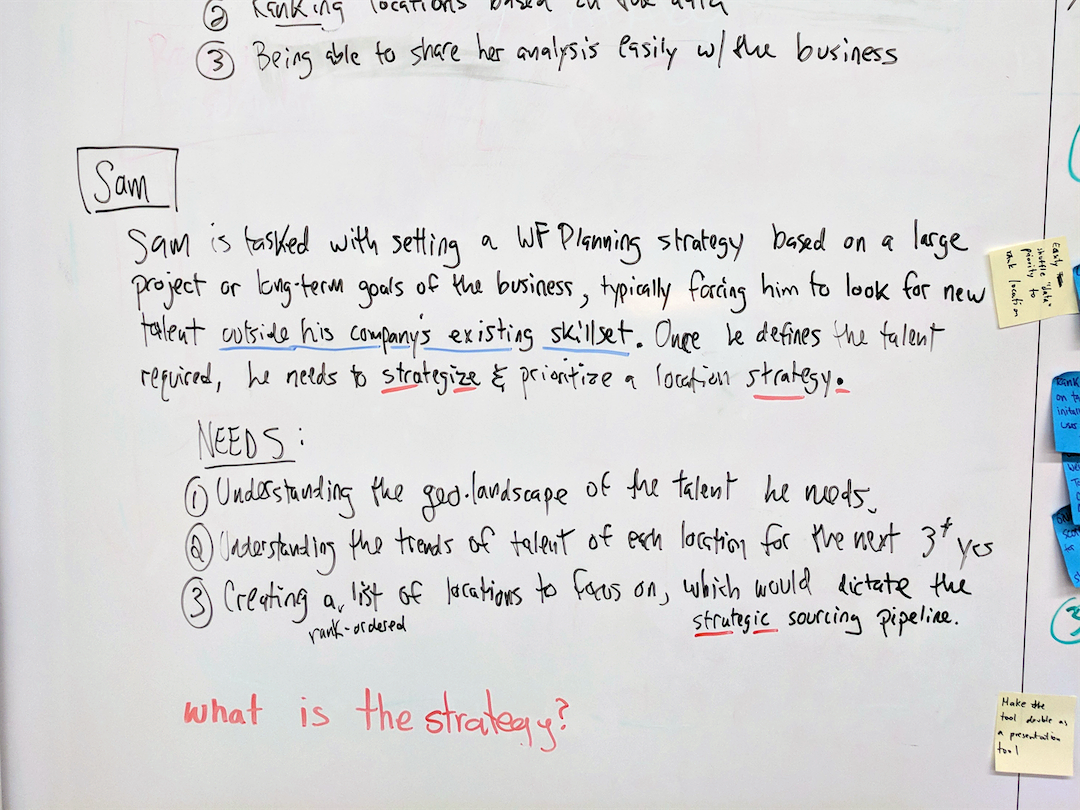 ② Ranking locations based on
③ Being able to share her analysis easily w/ the business
Sam
Sam is tasked with setting a WF Planning strategy based on a large
project or long-term goals of the business, typically forcing him to look for new
talent outside his company's existing skillset. Once he defines the talent
required, he needs to strategize & prioritize a location strategy.
NEEDS:
① Understanding the geo.landscape of the talent he needs.
② Understanding the trends of talent of each location for the next 3+ yrs
③ Creating a list of locations to focus on, which would dictate the
rank-ordered
strategic sourcing pipeline.
what is the strategy?
Easily
shuffle "data"
priority to
rank location
Rank
on
user
③
Make the
tool double as
a presentation
tool